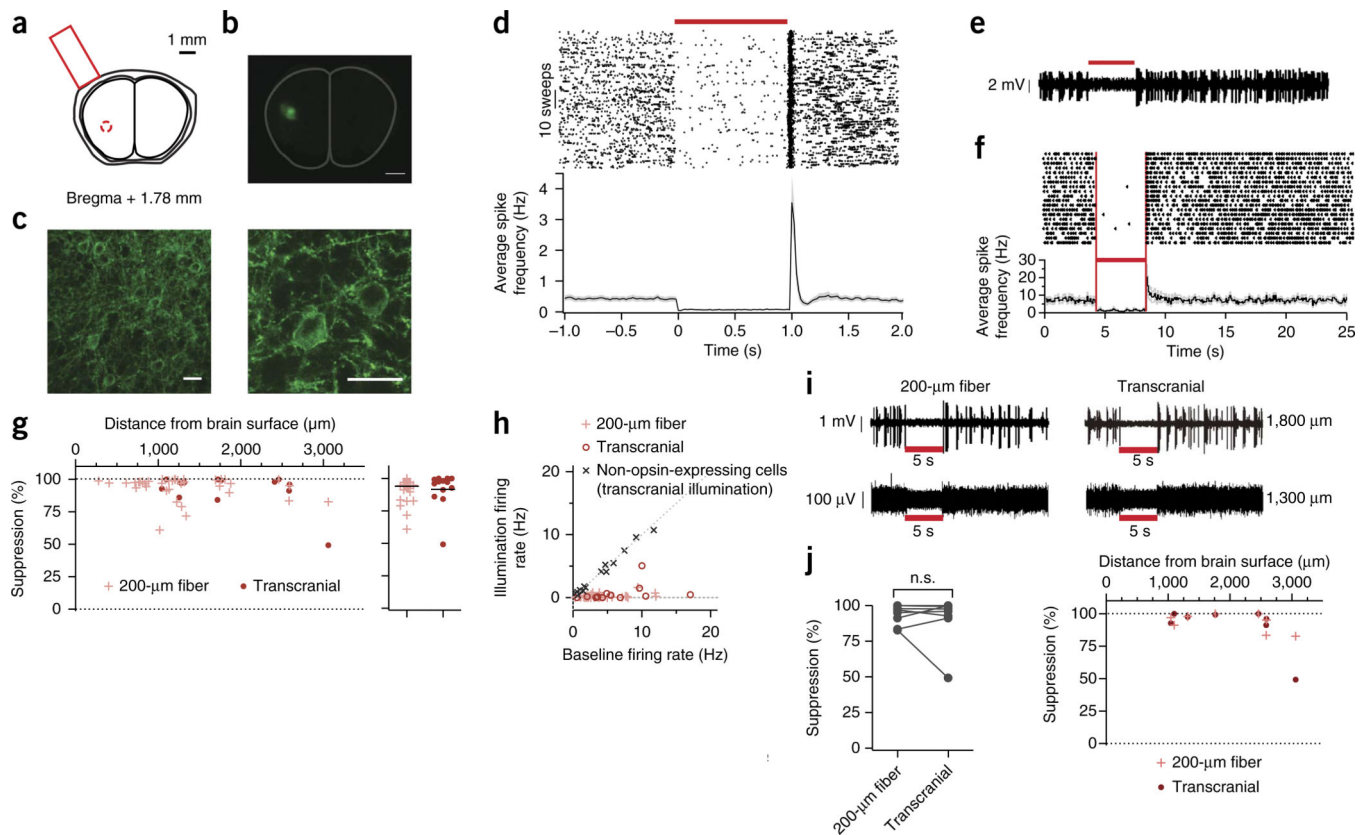 a
1 mm
Bregma + 1.78 mm
b
c
d
10 sweeps
Average spike
frequency (Hz)
4
3
2
1
0
–1.0
–0.5
0
0.5
1.0
1.5
2.0
Time (s)
e
2 mV
f
Average spike
frequency (Hz)
30
20
10
0
0
5
10
15
20
25
Time (s)
g
Distance from brain surface (μm)
0
1,000
2,000
3,000
Suppression (%)
100
75
50
25
0
200-μm fiber
Transcranial
h
200-μm fiber
Transcranial
Non-opsin-expressing cells
(transcranial illumination)
Illumination firing
rate (Hz)
20
10
0
0
10
20
Baseline firing rate (Hz)
i
200-μm fiber
Transcranial
1 mV
1,800 μm
5 s
5 s
100 μV
1,300 μm
5 s
5 s
j
n.s.
Suppression (%)
100
75
50
25
0
200-μm fiber
Transcranial
Distance from brain surface (μm)
0
1,000
2,000
3,000
Suppression (%)
100
75
50
25
0
200-μm fiber
Transcranial